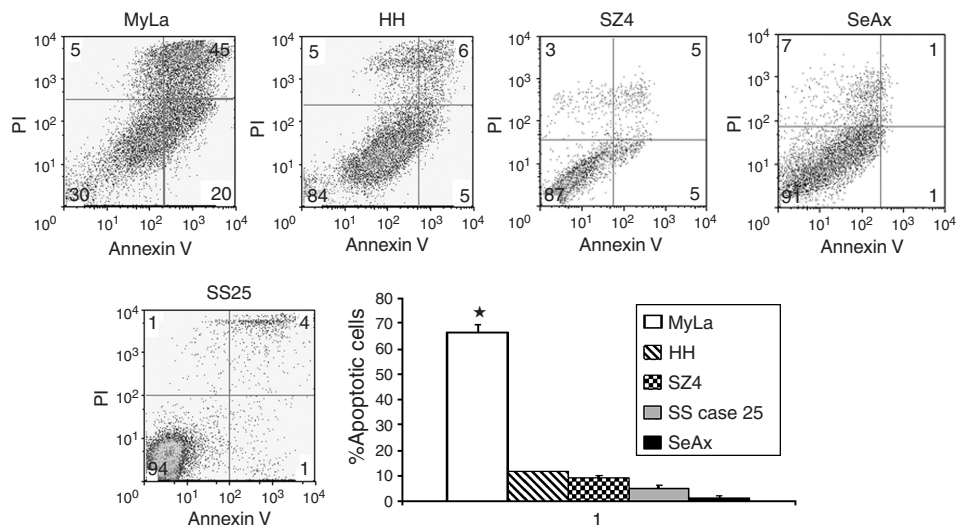 MyLa
HH
SZ4
SeAx
10⁴
10³
10²
10¹
10⁰
PI
5
45
30
20
10⁰ 10¹ 10² 10³ 10⁴
Annexin V
10⁴
10³
10²
10¹
10⁰
PI
5
6
84
5
10⁰ 10¹ 10² 10³ 10⁴
Annexin V
10⁴
10³
10²
10¹
10⁰
PI
3
5
87
5
10⁰ 10¹ 10² 10³ 10⁴
Annexin V
10⁴
10³
10²
10¹
10⁰
PI
7
1
91
1
10⁰ 10¹ 10² 10³ 10⁴
Annexin V
SS25
10⁴
10³
10²
10¹
10⁰
PI
1
4
94
1
10⁰ 10¹ 10² 10³ 10⁴
Annexin V
80
70
60
50
40
30
20
10
0
%Apoptotic cells
★
1
MyLa
HH
SZ4
SS case 25
SeAx